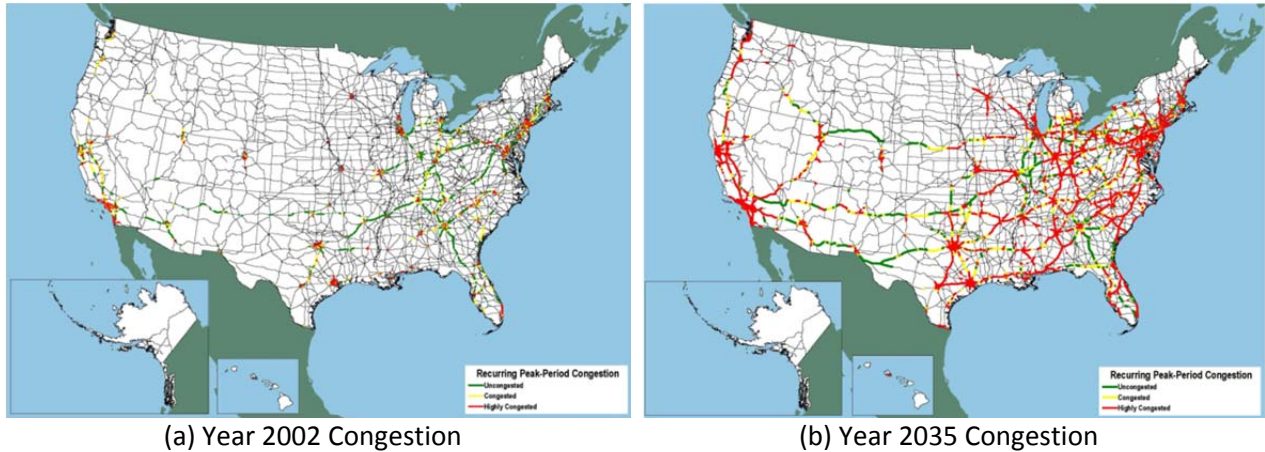 Recurring Peak-Period Congestion
Uncongested
Congested
Highly Congested
Recurring Peak-Period Congestion
Uncongested
Congested
Highly Congested
(a) Year 2002 Congestion
(b) Year 2035 Congestion